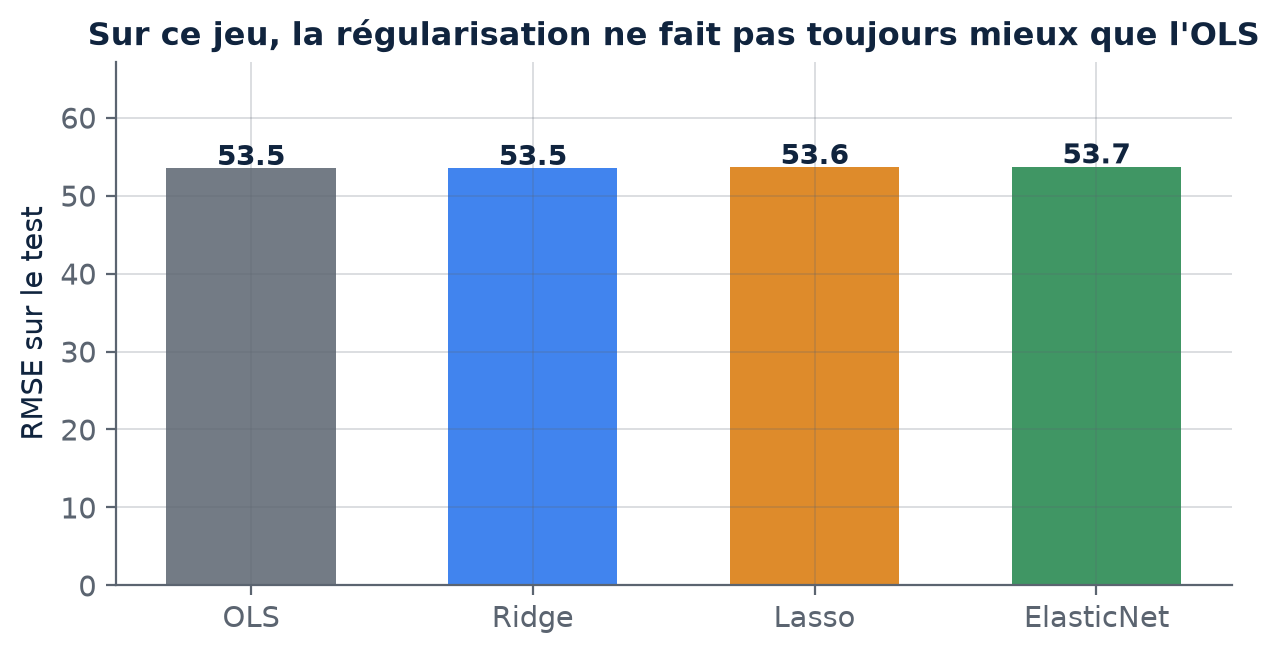 Sur ce jeu, la régularisation ne fait pas toujours mieux que l'OLS
RMSE sur le test
60
50
40
30
20
10
0
53.5
53.5
53.6
53.7
OLS
Ridge
Lasso
ElasticNet